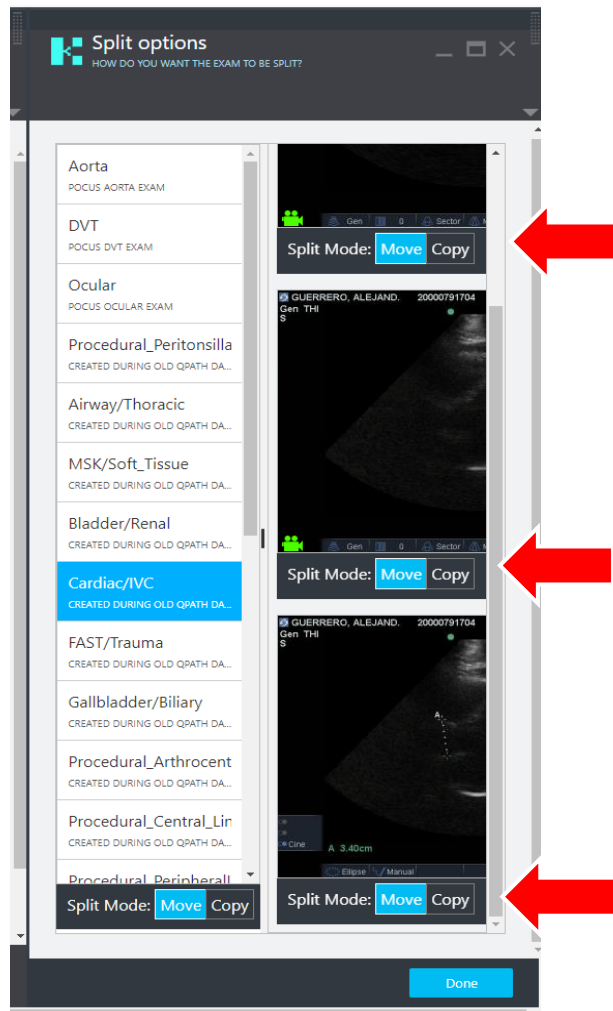 Split options
HOW DO YOU WANT THE EXAM TO BE SPLIT?
Aorta
POCUS AORTA EXAM
DVT
POCUS DVT EXAM
Ocular
POCUS OCULAR EXAM
Procedural_Peritonsilla
CREATED DURING OLD QPATH DA...
Airway/Thoracic
CREATED DURING OLD QPATH DA...
MSK/Soft_Tissue
CREATED DURING OLD QPATH DA...
Bladder/Renal
CREATED DURING OLD QPATH DA...
Cardiac/IVC
CREATED DURING OLD QPATH DA...
FAST/Trauma
CREATED DURING OLD QPATH DA...
Gallbladder/Biliary
CREATED DURING OLD QPATH DA...
Procedural_Arthrocent
CREATED DURING OLD QPATH DA...
Procedural_Central_Lin
CREATED DURING OLD QPATH DA...
Procedural_Peripherall
Split Mode: Move Copy
Gen 0 Sector
Split Mode: Move Copy
GUERRERO, ALEJAND. 20000791704
Gen THI
S
Gen 0 Sector
Split Mode: Move Copy
GUERRERO, ALEJAND. 20000791704
Gen THI
S
A
Cine
A 3.40cm
Ellipse Manual
Split Mode: Move Copy
Done